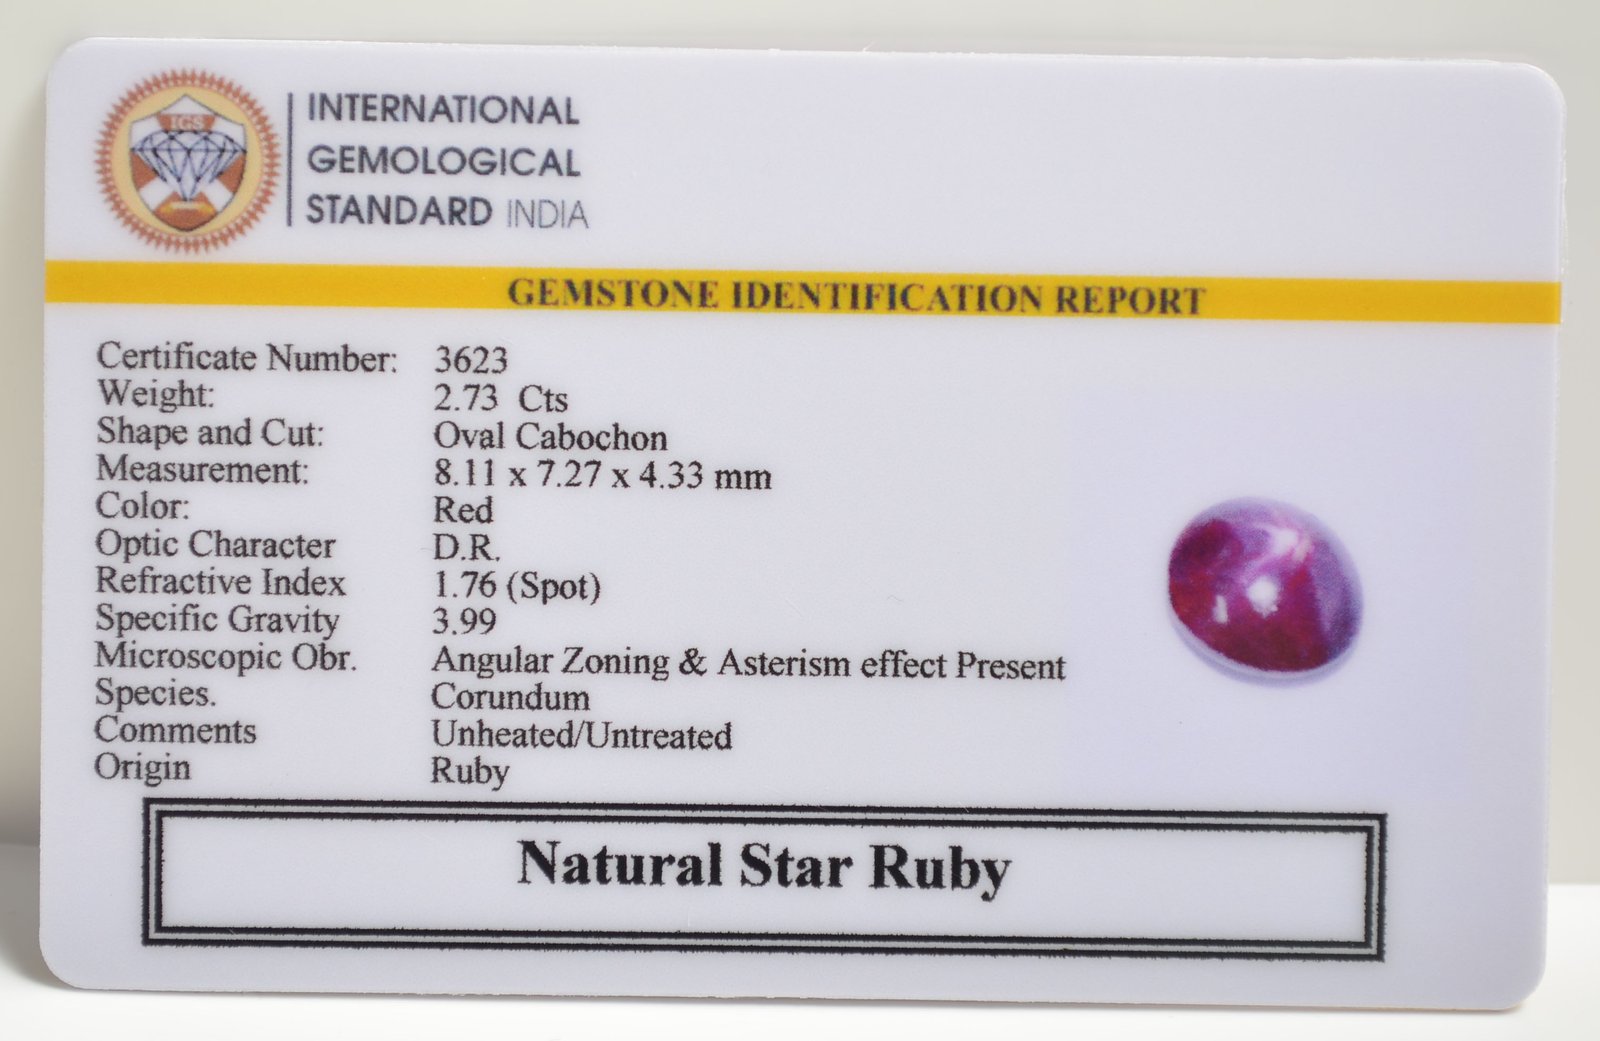 IGS
INTERNATIONAL
GEMOLOGICAL
STANDARD INDIA
GEMSTONE IDENTIFICATION REPORT
Certificate Number: 3623
Weight: 2.73 Cts
Shape and Cut: Oval Cabochon
Measurement: 8.11 x 7.27 x 4.33 mm
Color: Red
Optic Character D.R.
Refractive Index 1.76 (Spot)
Specific Gravity 3.99
Microscopic Obr. Angular Zoning & Asterism effect Present
Species. Corundum
Comments Unheated/Untreated
Origin Ruby
Natural Star Ruby